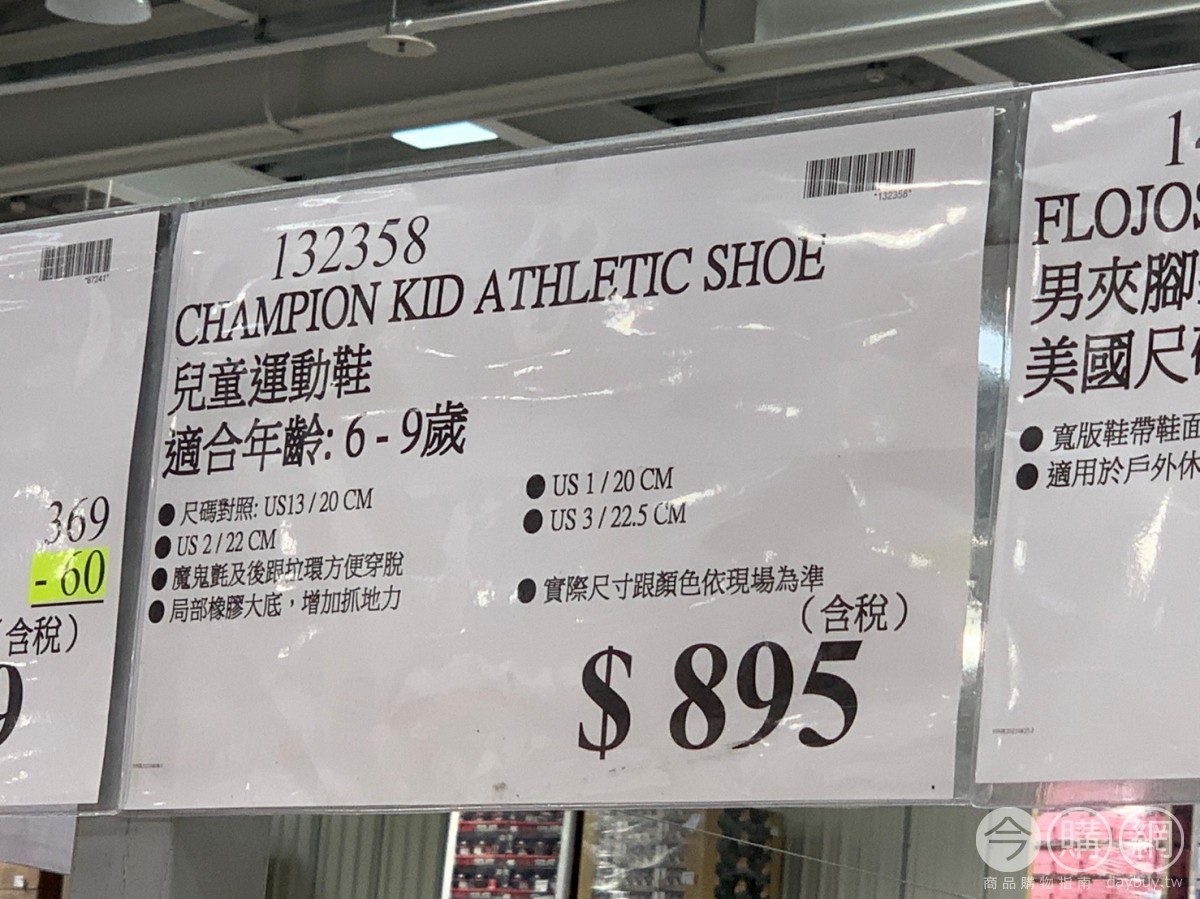 *97241*
369
- 60
(含稅)
9
*132358*
132358
CHAMPION KID ATHLETIC SHOE
兒童運動鞋
適合年齡: 6 - 9歲
● 尺碼對照: US13 / 20 CM
● US 1 / 20 CM
● US 2 / 22 CM
● US 3 / 22.5 CM
● 魔鬼氈及後跟垃環方便穿脫
● 局部橡膠大底，增加抓地力
● 實際尺寸跟顏色依現場為準
(含稅)
$ 895
14
FLOJOS
男夾腳
美國尺碼
● 寬版鞋帶鞋面
● 適用於戶外休
今購網
商品購物指南 daybuy.tw